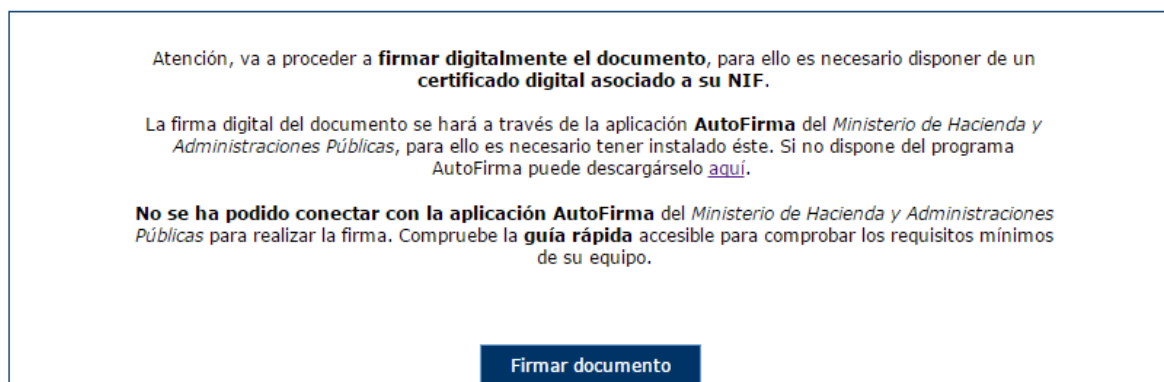 Atención, va a proceder a firmar digitalmente el documento, para ello es necesario disponer de un
certificado digital asociado a su NIF.
La firma digital del documento se hará a través de la aplicación AutoFirma del Ministerio de Hacienda y
Administraciones Públicas, para ello es necesario tener instalado éste. Si no dispone del programa
AutoFirma puede descargárselo aquí.
No se ha podido conectar con la aplicación AutoFirma del Ministerio de Hacienda y Administraciones
Públicas para realizar la firma. Compruebe la guía rápida accesible para comprobar los requisitos mínimos
de su equipo.
Firmar documento